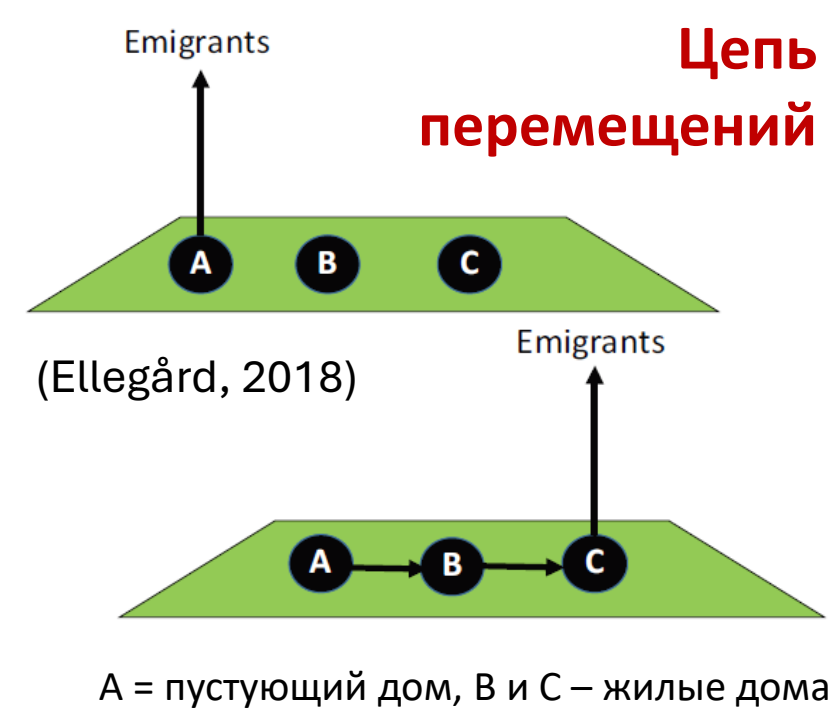 Emigrants
Цепь
перемещений
A B C
(Ellegård, 2018)
Emigrants
A B C
А = пустующий дом, В и С – жилые дома